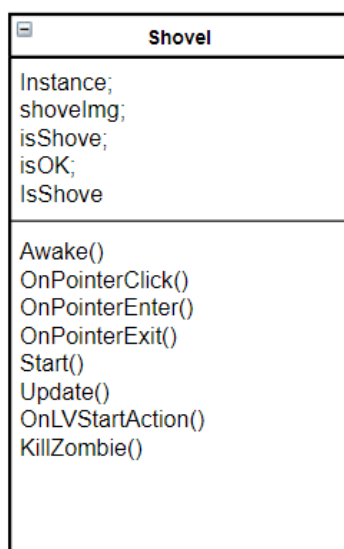 Shovel
Instance;
shoveImg;
isShove;
isOK;
IsShove
Awake()
OnPointerClick()
OnPointerEnter()
OnPointerExit()
Start()
Update()
OnLVStartAction()
KillZombie()